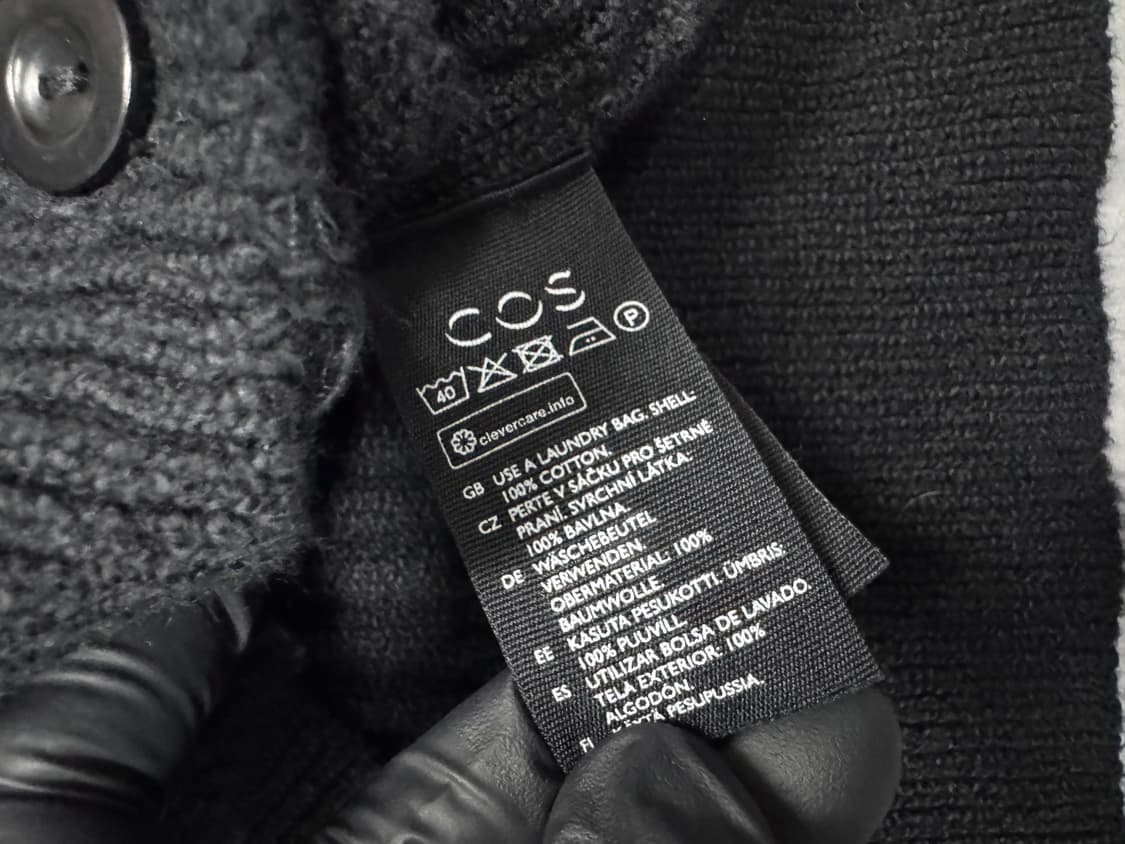 COS
40 P
clevercare.info
GB USE A LAUNDRY BAG. SHELL:
100% COTTON.
CZ PERTE V SÁČKU PRO ŠETRNÉ
PRANÍ. SVRCHNÍ LÁTKA:
100% BAVLNA.
DE WÄSCHEBEUTEL
VERWENDEN.
OBERMATERIAL: 100%
BAUMWOLLE.
EE KASUTA PESUKOTTI. ÜMBRIS:
100% PUUVILL.
ES UTILIZAR BOLSA DE LAVADO.
TELA EXTERIOR: 100%
ALGODÓN.
FI KÄYTÄ PESUPUSSIA.